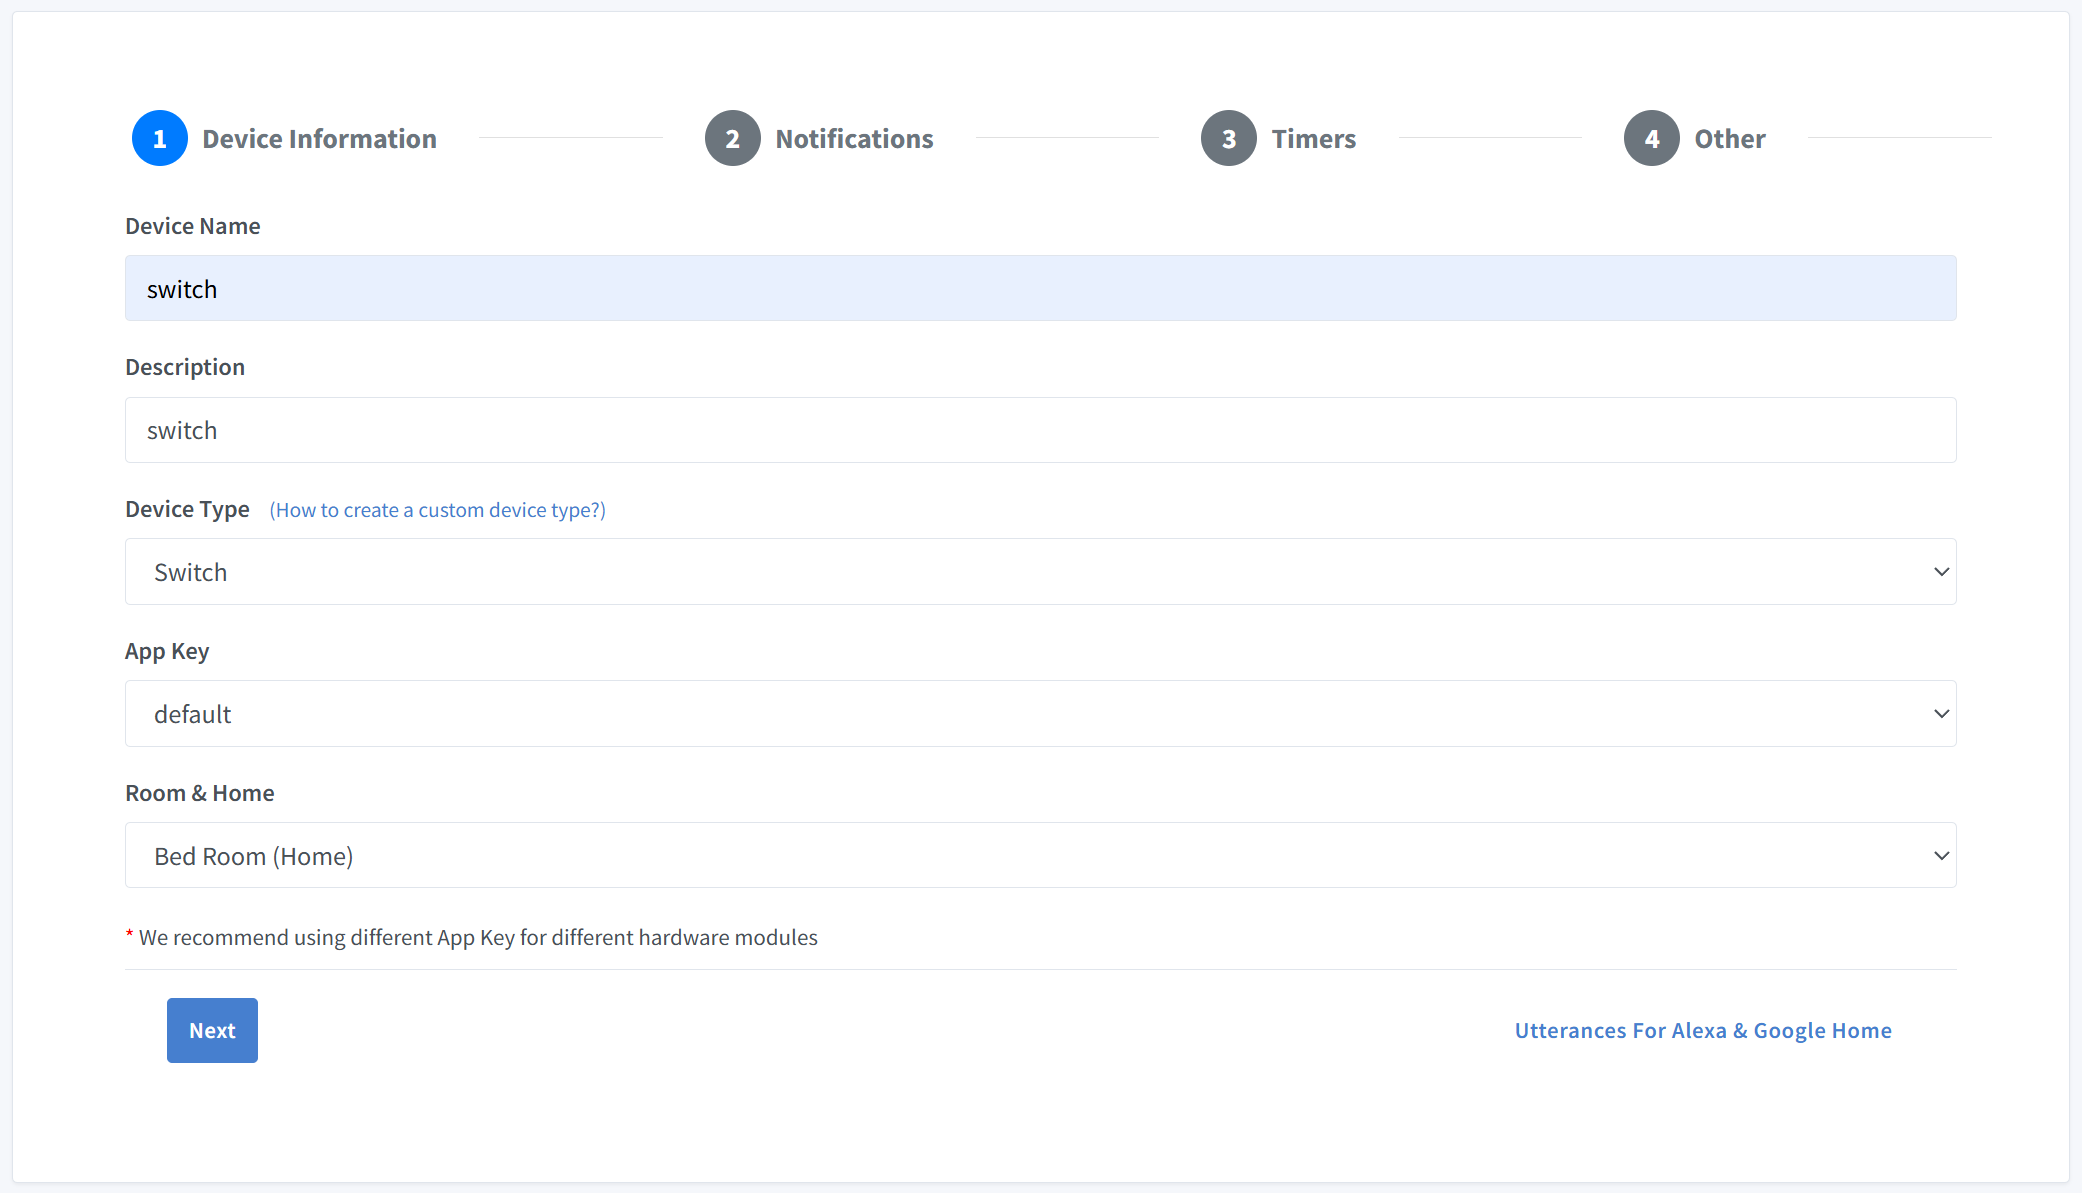 1 Device Information 2 Notifications 3 Timers 4 Other
Device Name
switch
Description
switch
Device Type (How to create a custom device type?)
Switch
App Key
default
Room & Home
Bed Room (Home)
* We recommend using different App Key for different hardware modules
Next Utterances For Alexa & Google Home